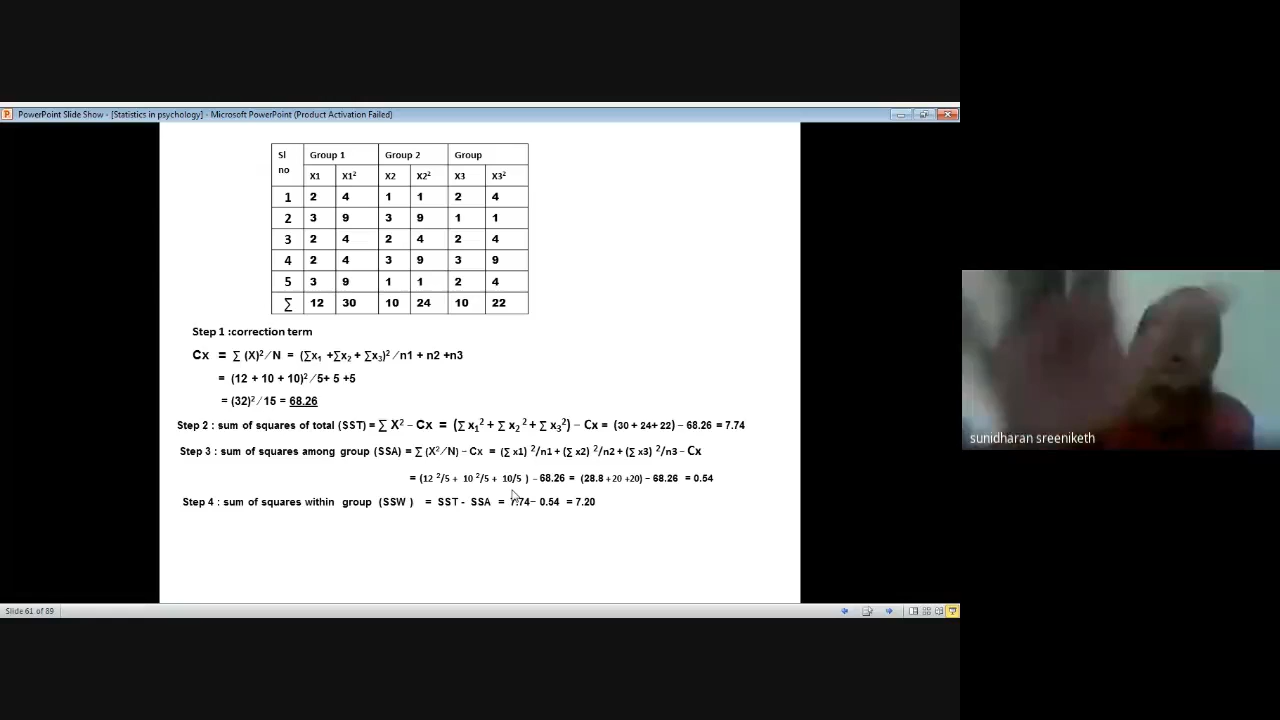 PowerPoint Slide Show - [Statistics in psychology] - Microsoft PowerPoint (Product Activation Failed)
Sl no Group 1 Group 2 Group
X1 X1² X2 X2² X3 X3²
1 2 4 1 1 2 4
2 3 9 3 9 1 1
3 2 4 2 4 2 4
4 2 4 3 9 3 9
5 3 9 1 1 2 4
∑ 12 30 10 24 10 22
Step 1 :correction term
Cx = ∑ (X)² ∕ N = (∑x₁ +∑x₂ + ∑x₃)² ∕ n1 + n2 +n3
= (12 + 10 + 10)² ∕ 5+ 5 +5
= (32)² ∕ 15 = 68.26
Step 2 : sum of squares of total (SST) = ∑ X² − Cx = (∑ x₁² + ∑ x₂² + ∑ x₃²) − Cx = (30 + 24+ 22) − 68.26 = 7.74
Step 3 : sum of squares among group (SSA) = ∑ (X² ∕ N) − Cx = (∑ x1) ²/n1 + (∑ x2) ²/n2 + (∑ x3) ²/n3 − Cx
= (12 ²/5 + 10 ²/5 + 10/5 ) − 68.26 = (28.8 + 20 +20) − 68.26 = 0.54
Step 4 : sum of squares within group (SSW ) = SST - SSA = 7.74− 0.54 = 7.20
sunidharan sreeniketh
Slide 61 of 89